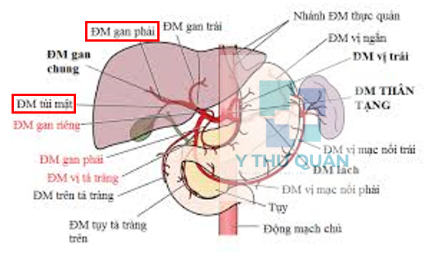 ĐM gan phải
ĐM gan trái
Nhánh ĐM thực quản
ĐM vị ngắn
ĐM gan
chung
ĐM vị trái
ĐM THÂN
TẠNG
ĐM túi mật
ĐM gan riêng
ĐM gan phải
ĐM vị tá tràng
ĐM trên tá tràng
ĐM tụy tá tràng
trên
ĐM vị mạc nối trái
Y THƯ QUÁN
ĐM lách
ĐM vị mạc nối phải
Tụy
Động mạch chủ